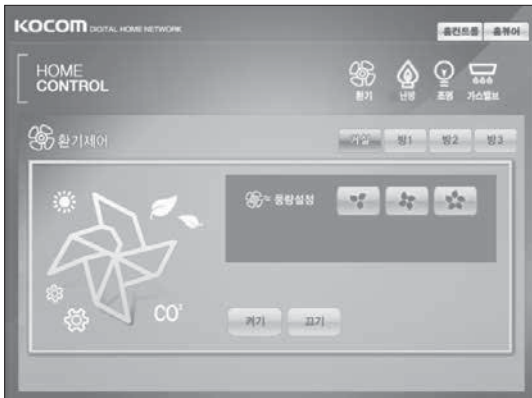 KOCOM DIGITAL HOME NETWORK
홈컨트롤 홈뷰어
HOME
CONTROL
환기 난방 조명 가스밸브
환기제어
거실 방1 방2 방3
풍량설정
CO²
켜기 끄기